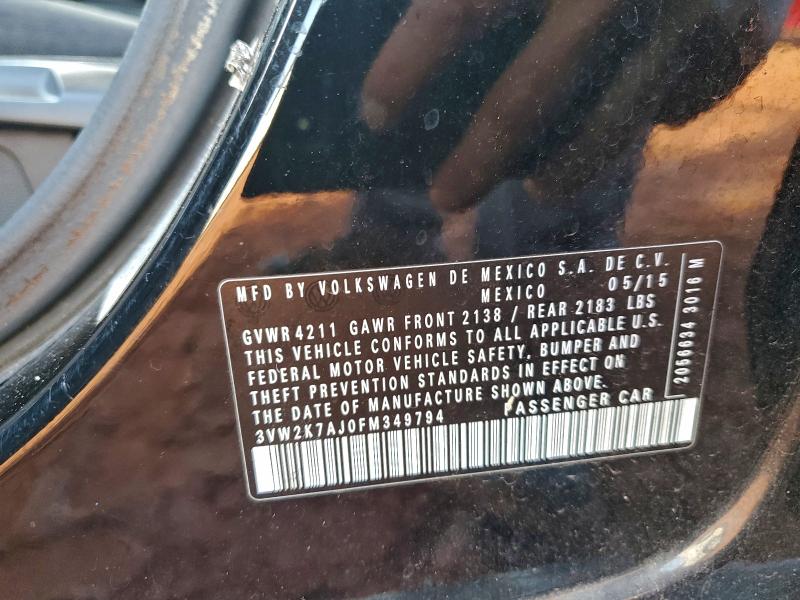 MFD BY VOLKSWAGEN DE MEXICO S.A. DE C.V.
MEXICO 05/15
GVWR 4211 GAWR FRONT 2138 / REAR 2183 LBS
THIS VEHICLE CONFORMS TO ALL APPLICABLE U.S.
FEDERAL MOTOR VEHICLE SAFETY, BUMPER AND
THEFT PREVENTION STANDARDS IN EFFECT ON
THE DATE OF MANUFACTURE SHOWN ABOVE.
3VW2K7AJ0FM349794 PASSENGER CAR
2056634 3016 M